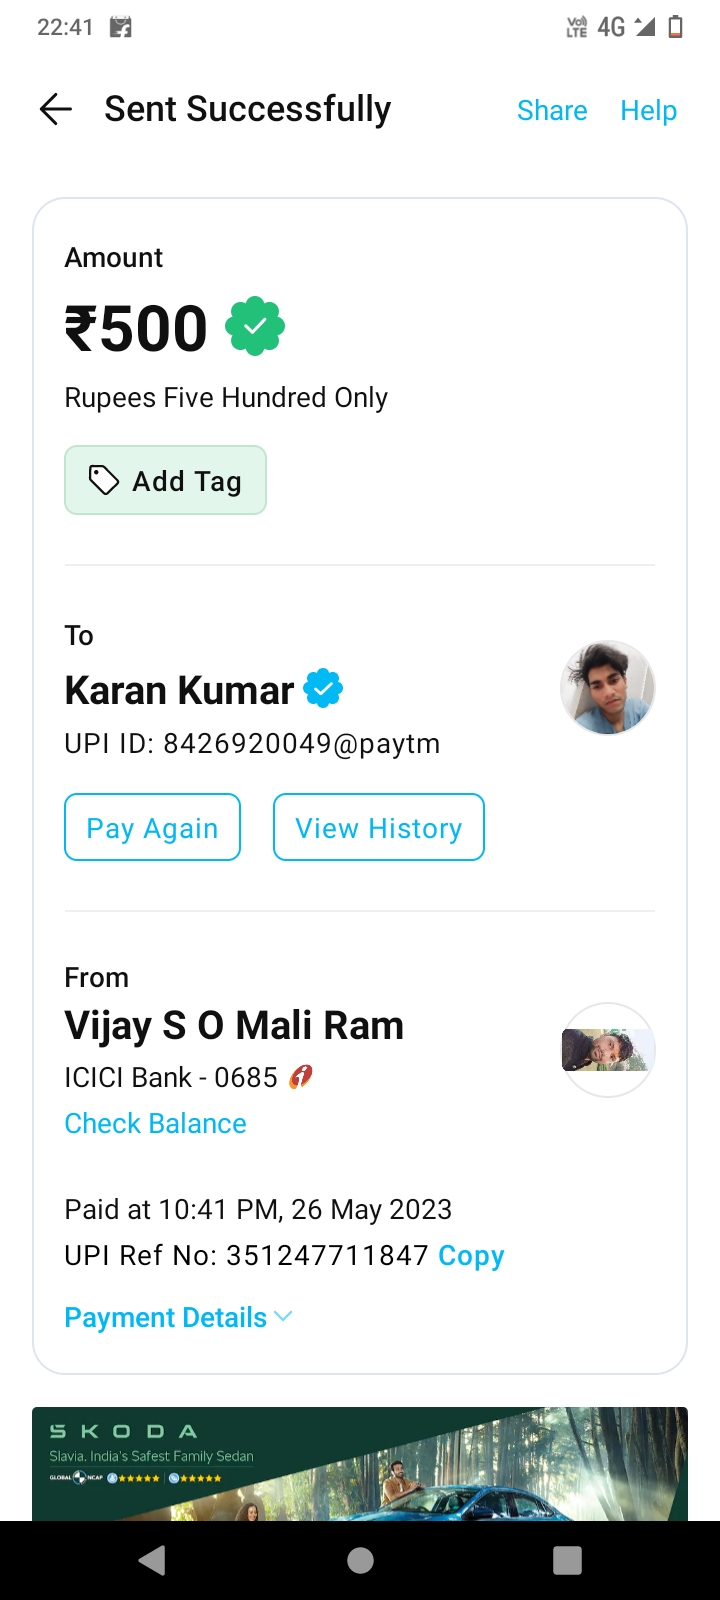 22:41 VoLTE 4G
Sent Successfully Share Help
Amount
₹500
Rupees Five Hundred Only
Add Tag
To
Karan Kumar
UPI ID: 8426920049@paytm
Pay Again View History
From
Vijay S O Mali Ram
ICICI Bank - 0685
Check Balance
Paid at 10:41 PM, 26 May 2023
UPI Ref No: 351247711847 Copy
Payment Details
SKODA
Slavia. India's Safest Family Sedan
GLOBAL NCAP